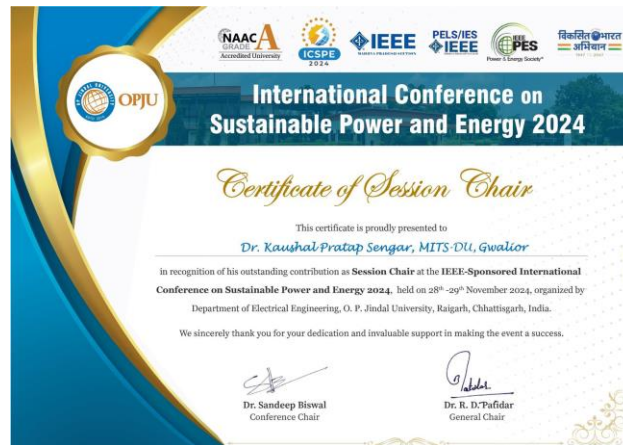 NAAC A
GRADE
Accredited University
ICSPE
2024
IEEE
MADHYA PRADESH SECTION
PELS/IES
IEEE
IEEE
PES
Power & Energy Society®
विकसित भारत
अभियान
OPJU
International Conference on
Sustainable Power and Energy 2024
Certificate of Session Chair
This certificate is proudly presented to
Dr. Kaushal Pratap Sengar, MITS-DU, Gwalior
in recognition of his outstanding contribution as Session Chair at the IEEE-Sponsored International
Conference on Sustainable Power and Energy 2024, held on 28th -29th November 2024, organized by
Department of Electrical Engineering, O. P. Jindal University, Raigarh, Chhattisgarh, India.
We sincerely thank you for your dedication and invaluable support in making the event a success.
Dr. Sandeep Biswal
Conference Chair
Dr. R. D. Pafidar
General Chair